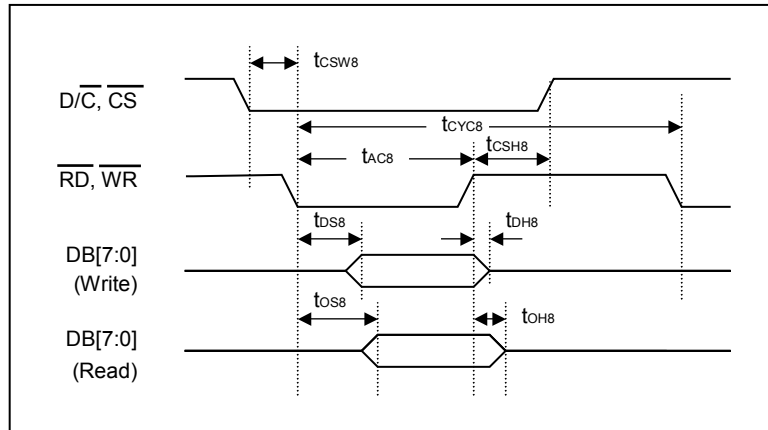 tCSW8
D/C, CS
tCYC8
tAC8
tCSH8
RD, WR
tDS8
tDH8
DB[7:0]
(Write)
tOS8
tOH8
DB[7:0]
(Read)